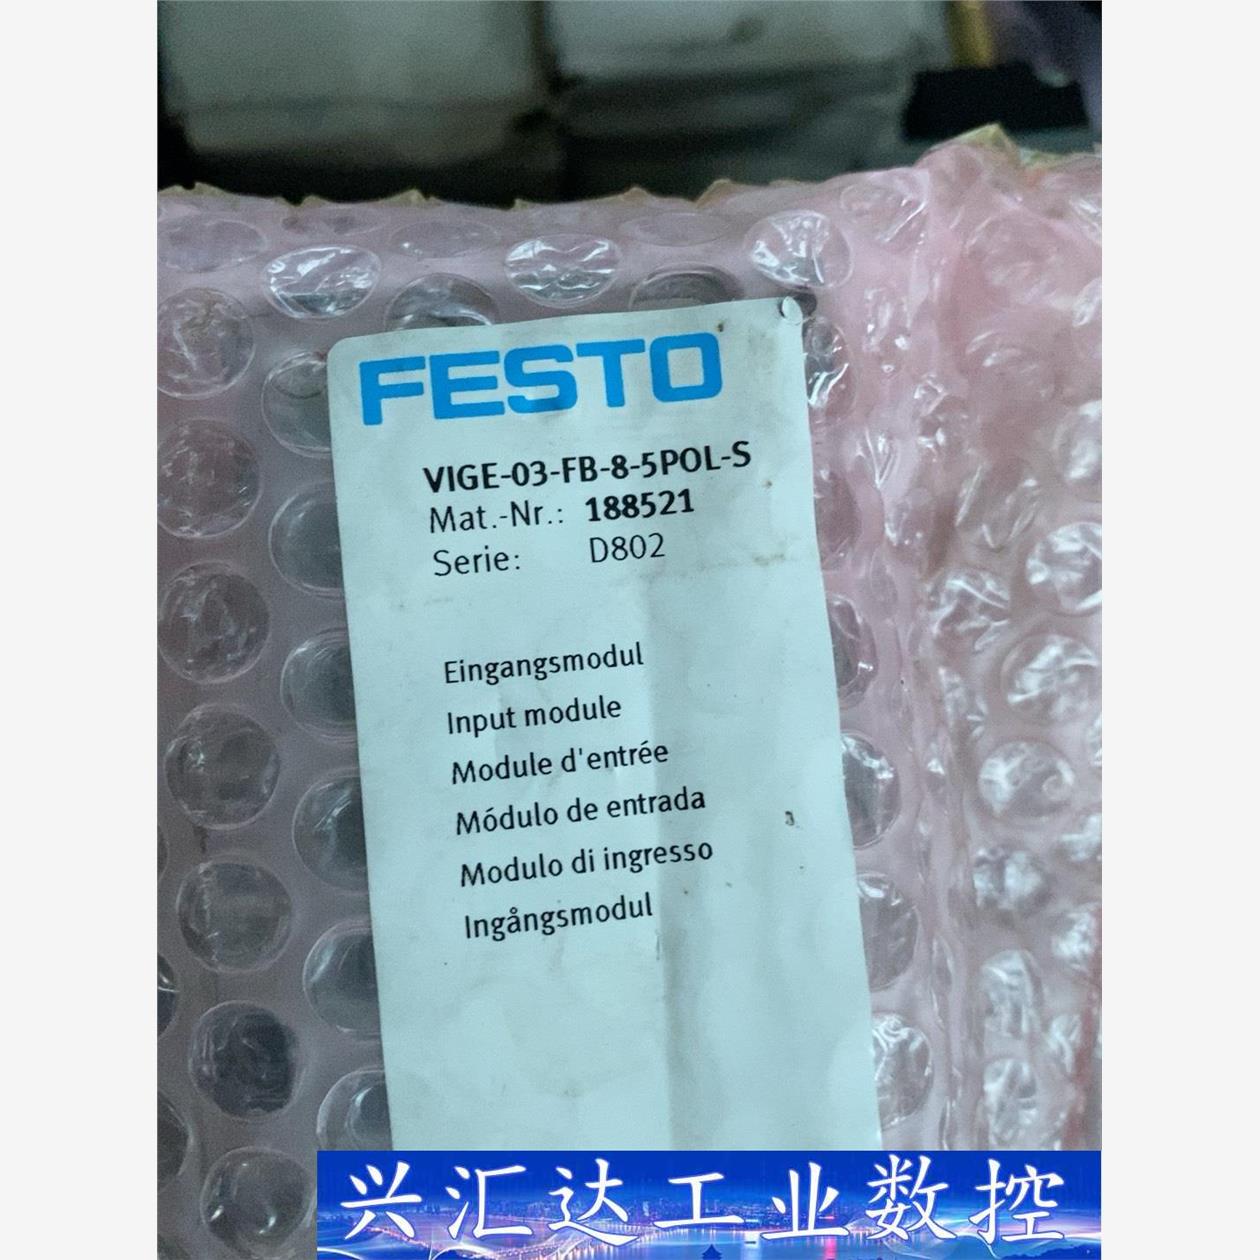 FESTO
VIGE-03-FB-8-5POL-S
Mat.-Nr.: 188521
Serie: D802
Eingangsmodul
Input module
Module d'entrée
Módulo de entrada
Modulo di ingresso
Ingångsmodul
兴汇达工业数控